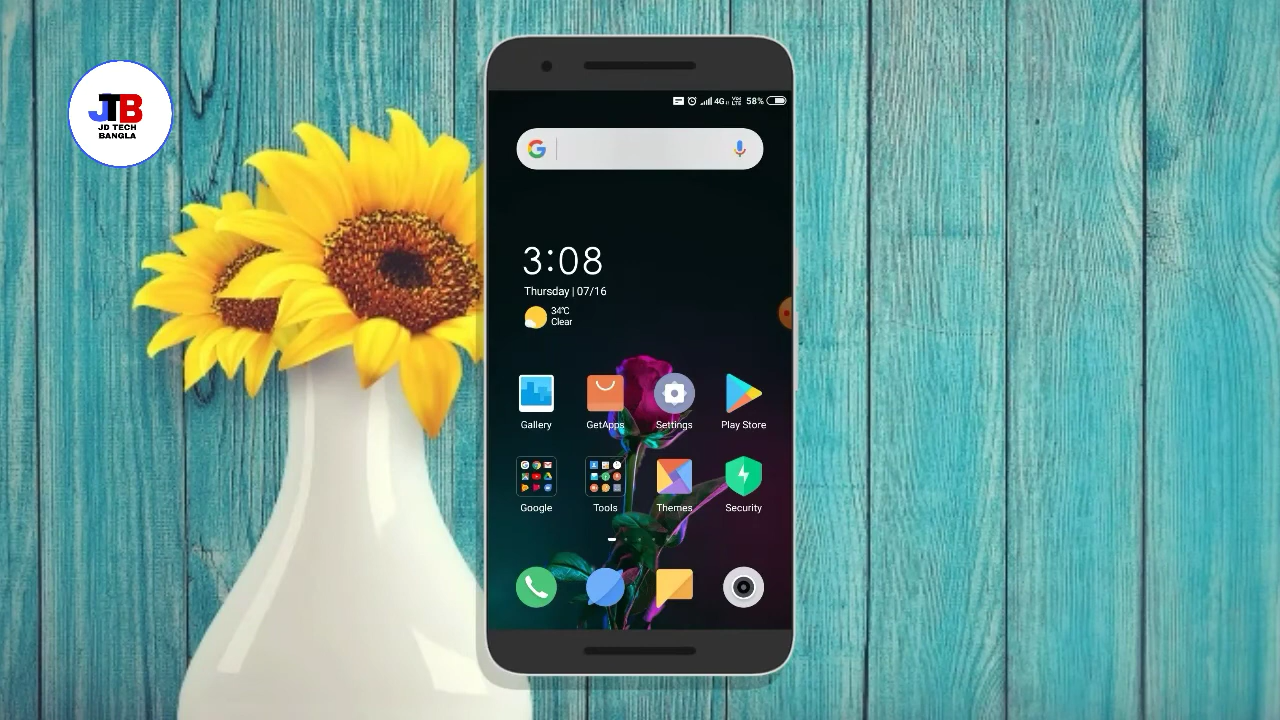 JTB
JD TECH
BANGLA
4G
58%
3:08
Thursday | 07/16
34℃
Clear
Gallery
GetApps
Settings
Play Store
Google
Tools
Themes
Security